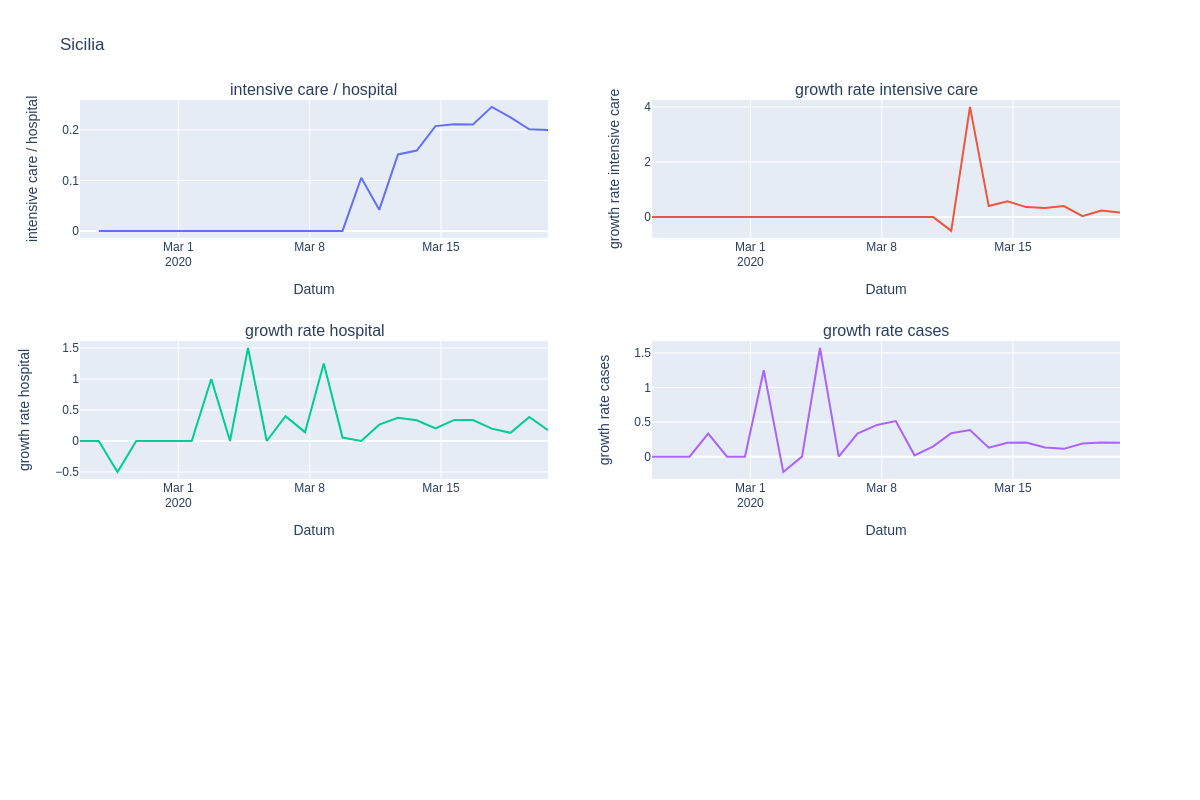 Sicilia
intensive care / hospital
growth rate intensive care
intensive care / hospital
0.2
0.1
0
Mar 1
2020
Mar 8
Mar 15
Datum
growth rate intensive care
4
2
0
Mar 1
2020
Mar 8
Mar 15
Datum
growth rate hospital
growth rate cases
growth rate hospital
1.5
1
0.5
0
−0.5
Mar 1
2020
Mar 8
Mar 15
Datum
growth rate cases
1.5
1
0.5
0
Mar 1
2020
Mar 8
Mar 15
Datum